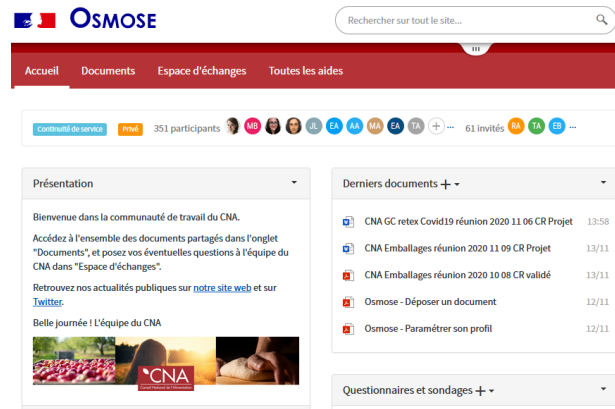 OSMOSE
Rechercher sur tout le site...
Accueil Documents Espace d'échanges Toutes les aides
Continuité de service Privé 351 participants MB JL EA AA MA EA TA ... 61 invités RA TA EB ...
Présentation
Bienvenue dans la communauté de travail du CNA.
Accédez à l'ensemble des documents partagés dans l'onglet
"Documents", et posez vos éventuelles questions à l'équipe du
CNA dans "Espace d'échanges".
Retrouvez nos actualités publiques sur notre site web et sur
Twitter.
Belle journée ! L'équipe du CNA
CNA
Conseil National de l'Alimentation
Derniers documents
CNA GC retex Covid19 réunion 2020 11 06 CR Projet 13:58
CNA Emballages réunion 2020 11 09 CR Projet 13/11
CNA Emballages réunion 2020 10 08 CR validé 13/11
Osmose - Déposer un document 12/11
Osmose - Paramétrer son profil 12/11
Questionnaires et sondages